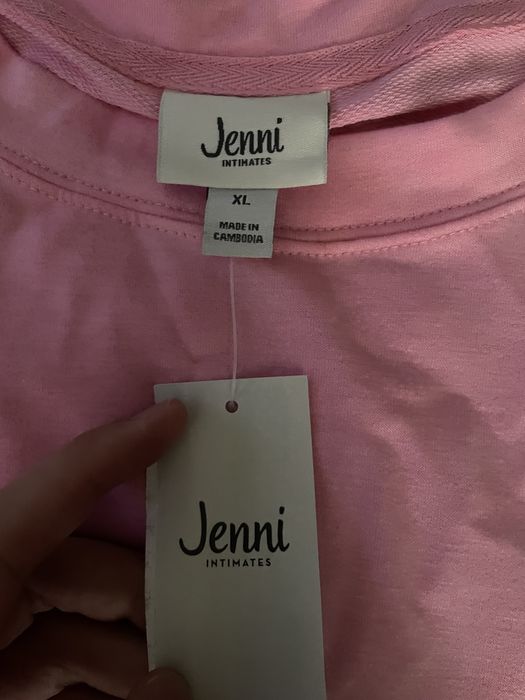 Jenni
INTIMATES
XL
MADE IN
CAMBODIA
Jenni
INTIMATES